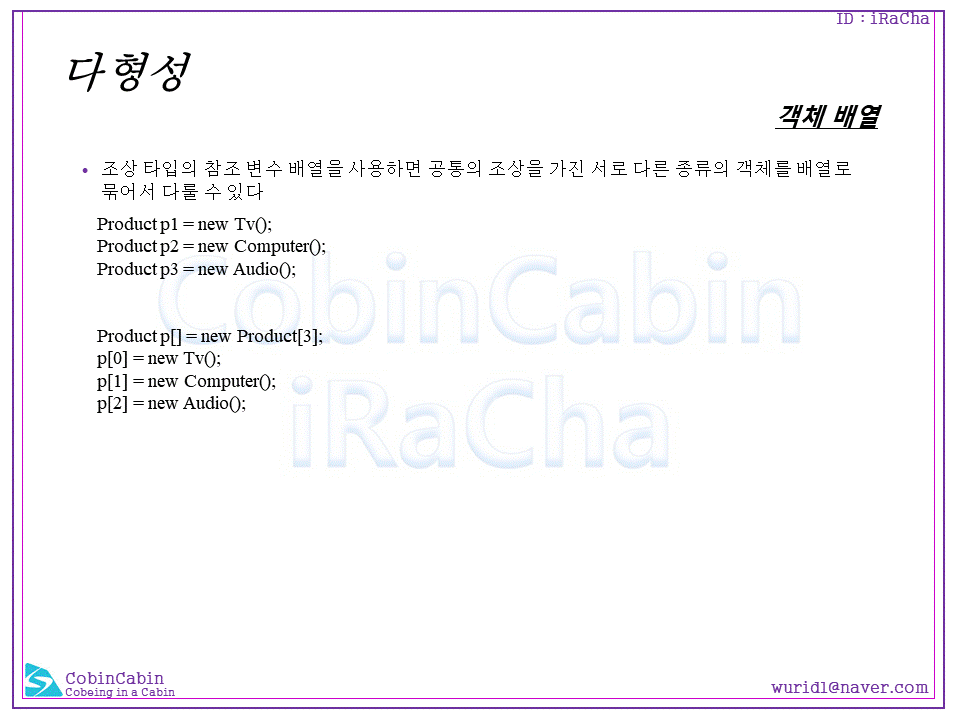 ID : iRaCha
다형성
객체 배열
• 조상 타입의 참조 변수 배열을 사용하면 공통의 조상을 가진 서로 다른 종류의 객체를 배열로
묶어서 다룰 수 있다
Product p1 = new Tv();
Product p2 = new Computer();
Product p3 = new Audio();
Product p[] = new Product[3];
p[0] = new Tv();
p[1] = new Computer();
p[2] = new Audio();
CobinCabin
iRaCha
CobinCabin
Cobeing in a Cabin
wurid1@naver.com